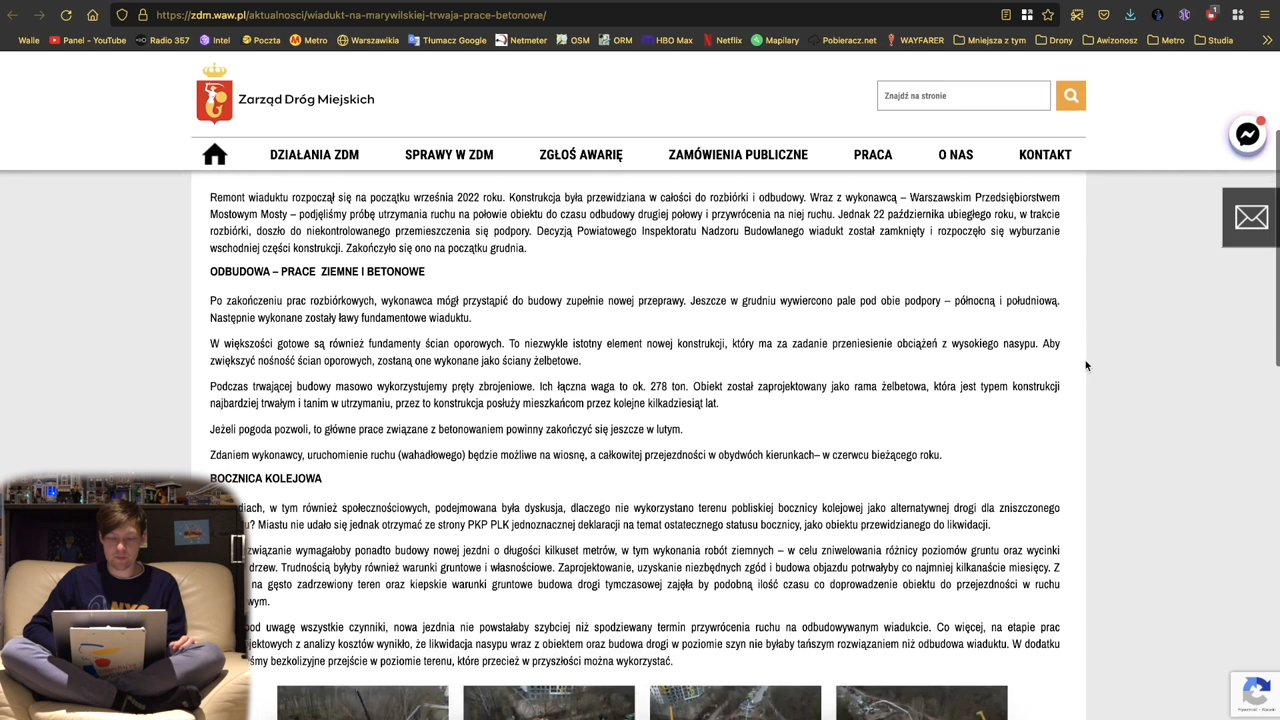 https://zdm.waw.pl/aktualnosci/wiadukt-na-marywilskiej-trwaja-prace-betonowe/
Walle Panel - YouTube Radio 357 Intel Poczta Metro Warszawikia Tłumacz Google Netmeter OSM ORM HBO Max Netflix Mapilary Pobieracz.net WAYFARER Mniejsza z tym Drony Awizonosz Metro Studia
Zarząd Dróg Miejskich
Znajdź na stronie
DZIAŁANIA ZDM SPRAWY W ZDM ZGŁOŚ AWARIĘ ZAMÓWIENIA PUBLICZNE PRACA O NAS KONTAKT
Remont wiaduktu rozpoczął się na początku września 2022 roku. Konstrukcja była przewidziana w całości do rozbiórki i odbudowy. Wraz z wykonawcą – Warszawskim Przedsiębiorstwem
Mostowym Mosty – podjęliśmy próbę utrzymania ruchu na połowie obiektu do czasu odbudowy drugiej połowy i przywrócenia na niej ruchu. Jednak 22 października ubiegłego roku, w trakcie
rozbiórki, doszło do niekontrolowanego przemieszczenia się podpory. Decyzją Powiatowego Inspektoratu Nadzoru Budowlanego wiadukt został zamknięty i rozpoczęło się wyburzanie
wschodniej części konstrukcji. Zakończyło się ono na początku grudnia.
ODBUDOWA – PRACE ZIEMNE I BETONOWE
Po zakończeniu prac rozbiórkowych, wykonawca mógł przystąpić do budowy zupełnie nowej przeprawy. Jeszcze w grudniu wywiercono pale pod obie podpory – północną i południową.
Następnie wykonane zostały ławy fundamentowe wiaduktu.
W większości gotowe są również fundamenty ścian oporowych. To niezwykle istotny element nowej konstrukcji, który ma za zadanie przeniesienie obciążeń z wysokiego nasypu. Aby
zwiększyć nośność ścian oporowych, zostaną one wykonane jako ściany żelbetowe.
Podczas trwającej budowy masowo wykorzystujemy pręty zbrojeniowe. Ich łączna waga to ok. 278 ton. Obiekt został zaprojektowany jako rama żelbetowa, która jest typem konstrukcji
najbardziej trwałym i tanim w utrzymaniu, przez to konstrukcja posłuży mieszkańcom przez kolejne kilkadziesiąt lat.
Jeżeli pogoda pozwoli, to główne prace związane z betonowaniem powinny zakończyć się jeszcze w lutym.
Zdaniem wykonawcy, uruchomienie ruchu (wahadłowego) będzie możliwe na wiosnę, a całkowitej przejezdności w obydwóch kierunkach– w czerwcu bieżącego roku.
BOCZNICA KOLEJOWA
diach, w tym również społecznościowych, podejmowana była dyskusja, dlaczego nie wykorzystano terenu pobliskiej bocznicy kolejowej jako alternatywnej drogi dla zniszczonego
? Miastu nie udało się jednak otrzymać ze strony PKP PLK jednoznacznej deklaracji na temat ostatecznego statusu bocznicy, jako obiektu przewidzianego do likwidacji.
związanie wymagałoby ponadto budowy nowej jezdni o długości kilkuset metrów, w tym wykonania robót ziemnych – w celu zniwelowania różnicy poziomów gruntu oraz wycinki
drzew. Trudnością byłyby również warunki gruntowe i własnościowe. Zaprojektowanie, uzyskanie niezbędnych zgód i budowa objazdu potrwałyby co najmniej kilkanaście miesięcy. Z
na gęsto zadrzewiony teren oraz kiepskie warunki gruntowe budowa drogi tymczasowej zajęła by podobną ilość czasu co doprowadzenie obiektu do przejezdności w ruchu
wym.
od uwagę wszystkie czynniki, nowa jezdnia nie powstałaby szybciej niż spodziewany termin przywrócenia ruchu na odbudowywanym wiadukcie. Co więcej, na etapie prac
jektowych z analizy kosztów wynikło, że likwidacja nasypu wraz z obiektem oraz budowa drogi w poziomie szyn nie byłaby tańszym rozwiązaniem niż odbudowa wiaduktu. W dodatku
śmy bezkolizyjne przejście w poziomie terenu, które przecież w przyszłości można wykorzystać.